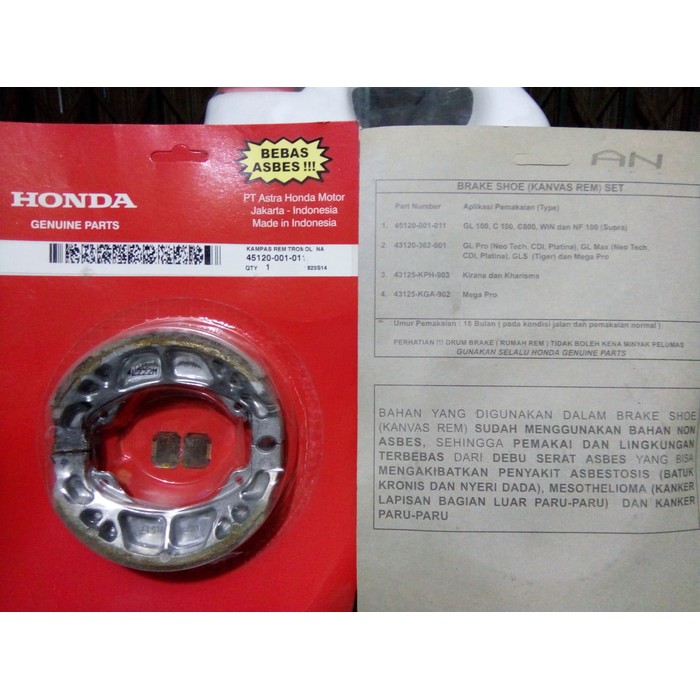 BEBAS
ASBES !!!
HONDA
GENUINE PARTS
PT Astra Honda Motor
Jakarta - Indonesia
Made in Indonesia
KAMPAS REM TROMOL NA
45120-001-011
QTY 1
AN
BRAKE SHOE (KANVAS REM) SET
Part Number Aplikasi Pemakaian (Type)
1. 45120-001-011 GL 100, C 100, C800, WIN dan NF 100 (Supra)
2. 43120-362-001 GL Pro (Neo Tech, CDI, Platina), GL Max (Neo Tech,
CDI, Platina), GLS (Tiger) dan Mega Pro
3. 43125-KPH-903 Kirana dan Kharisma
4. 43125-KGA-902 Mega Pro
Umur Pemakaian : 15 Bulan ( pada kondisi jalan dan pemakaian normal )
PERHATIAN !!! DRUM BRAKE (RUMAH REM ) TIDAK BOLEH KENA MINYAK PELUMAS
GUNAKAN SELALU HONDA GENUINE PARTS
BAHAN YANG DIGUNAKAN DALAM BRAKE SHOE
(KANVAS REM) SUDAH MENGGUNAKAN BAHAN NON
ASBES, SEHINGGA PEMAKAI DAN LINGKUNGAN
TERBEBAS DARI DEBU SERAT ASBES YANG BISA
MENGAKIBATKAN PENYAKIT ASBESTOSIS (BATUK
KRONIS DAN NYERI DADA), MESOTHELIOMA (KANKER
LAPISAN BAGIAN LUAR PARU-PARU) DAN KANKER
PARU-PARU